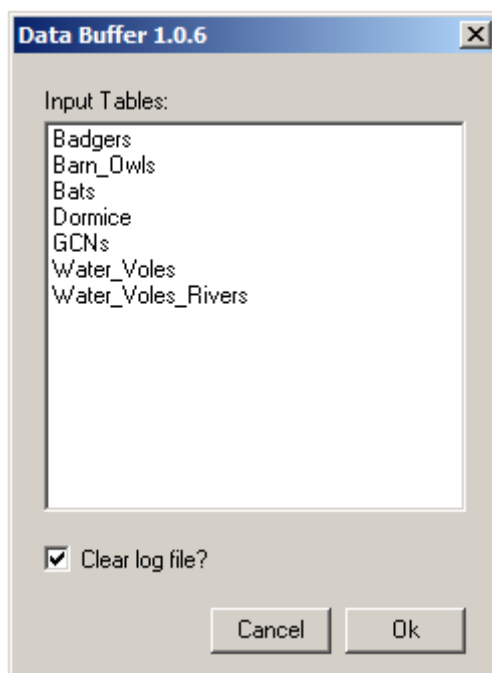 Data Buffer 1.0.6
Input Tables:
Badgers
Barn_Owls
Bats
Dormice
GCNs
Water_Voles
Water_Voles_Rivers
Clear log file?
Cancel Ok